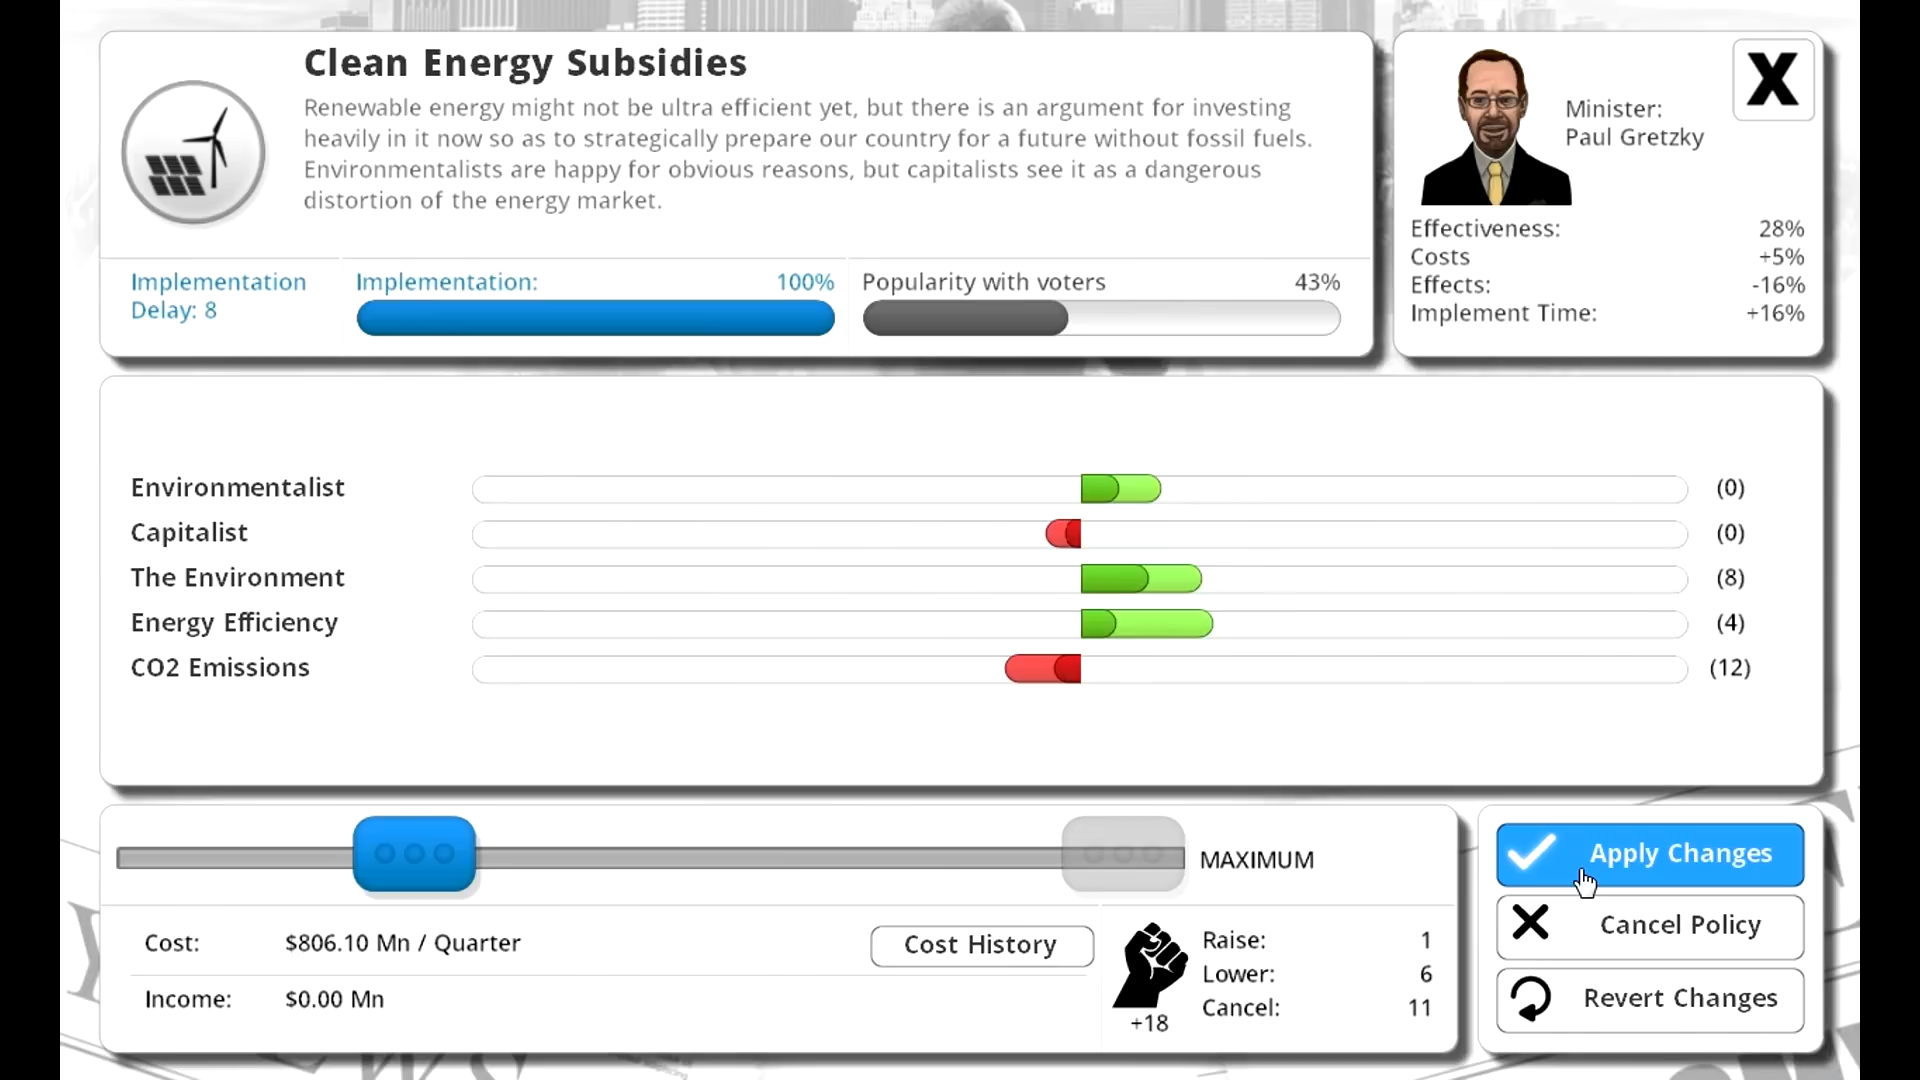 Clean Energy Subsidies
Renewable energy might not be ultra efficient yet, but there is an argument for investing
heavily in it now so as to strategically prepare our country for a future without fossil fuels.
Environmentalists are happy for obvious reasons, but capitalists see it as a dangerous
distortion of the energy market.
Implementation
Delay: 8
Implementation: 100%
Popularity with voters 43%
X
Minister:
Paul Gretzky
Effectiveness: 28%
Costs +5%
Effects: -16%
Implement Time: +16%
Environmentalist (0)
Capitalist (0)
The Environment (8)
Energy Efficiency (4)
CO2 Emissions (12)
MAXIMUM
Cost: $806.10 Mn / Quarter
Income: $0.00 Mn
Cost History
+18
Raise: 1
Lower: 6
Cancel: 11
Apply Changes
Cancel Policy
Revert Changes